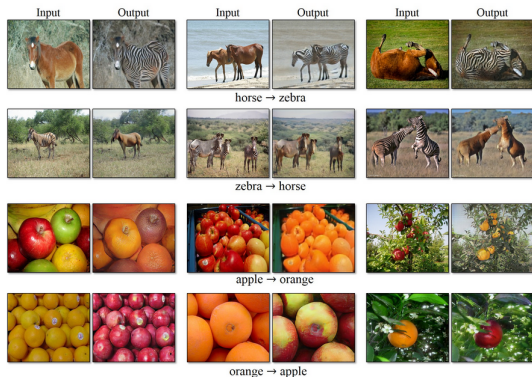 Input Output Input Output Input Output
horse → zebra
zebra → horse
apple → orange
orange → apple